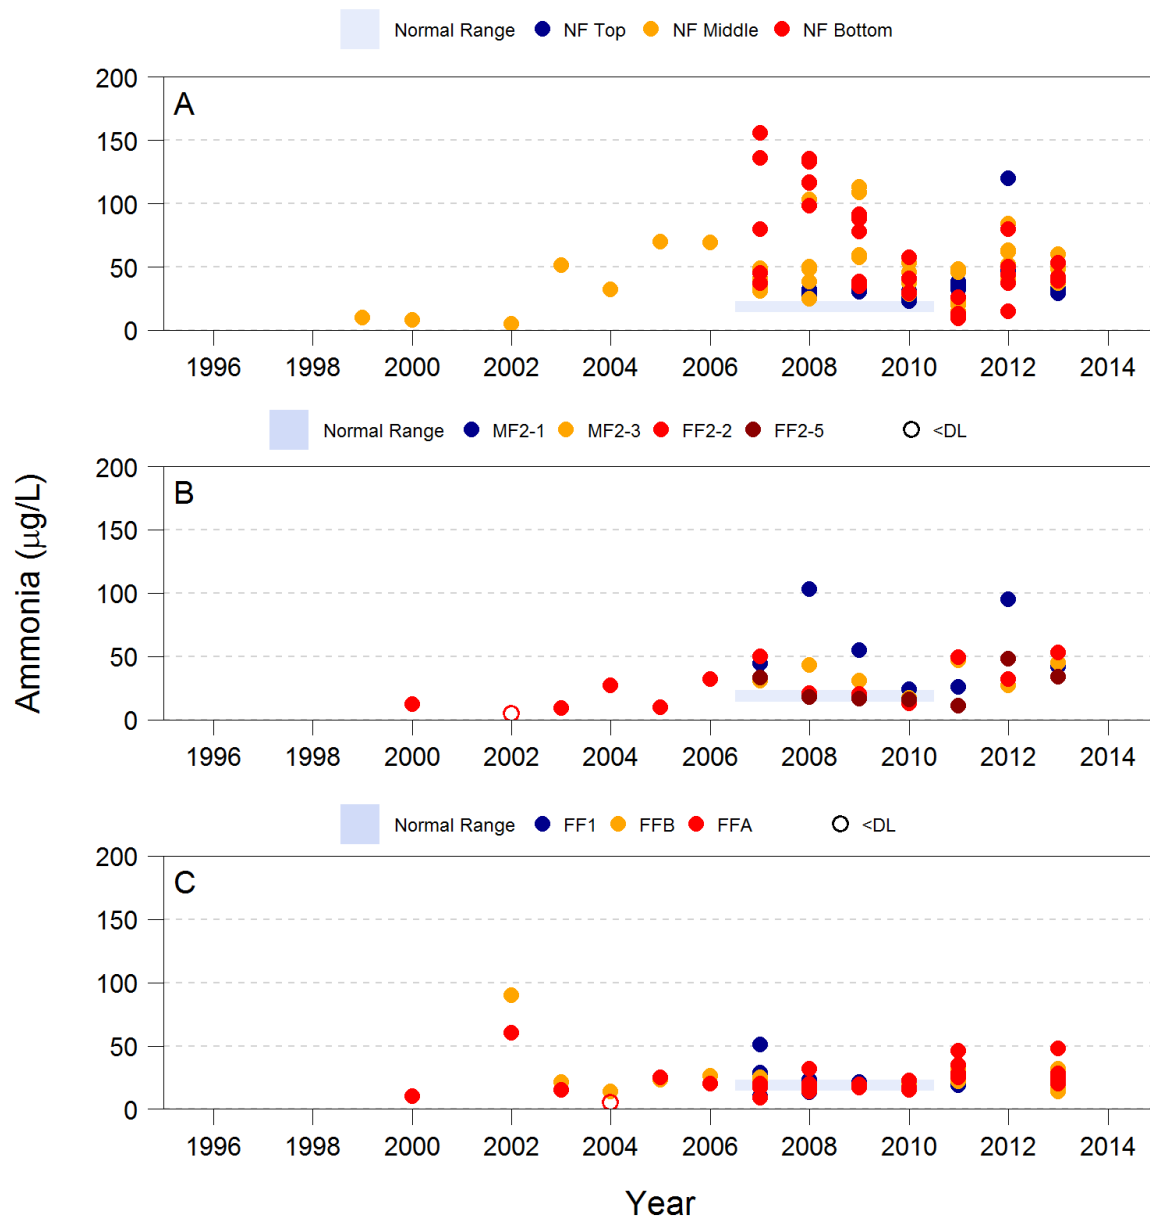 Normal Range NF Top NF Middle NF Bottom
A
200
150
100
50
0
1996 1998 2000 2002 2004 2006 2008 2010 2012 2014
Normal Range MF2-1 MF2-3 FF2-2 FF2-5 <DL
B
200
150
100
50
0
1996 1998 2000 2002 2004 2006 2008 2010 2012 2014
Ammonia (µg/L)
Normal Range FF1 FFB FFA <DL
C
200
150
100
50
0
1996 1998 2000 2002 2004 2006 2008 2010 2012 2014
Year